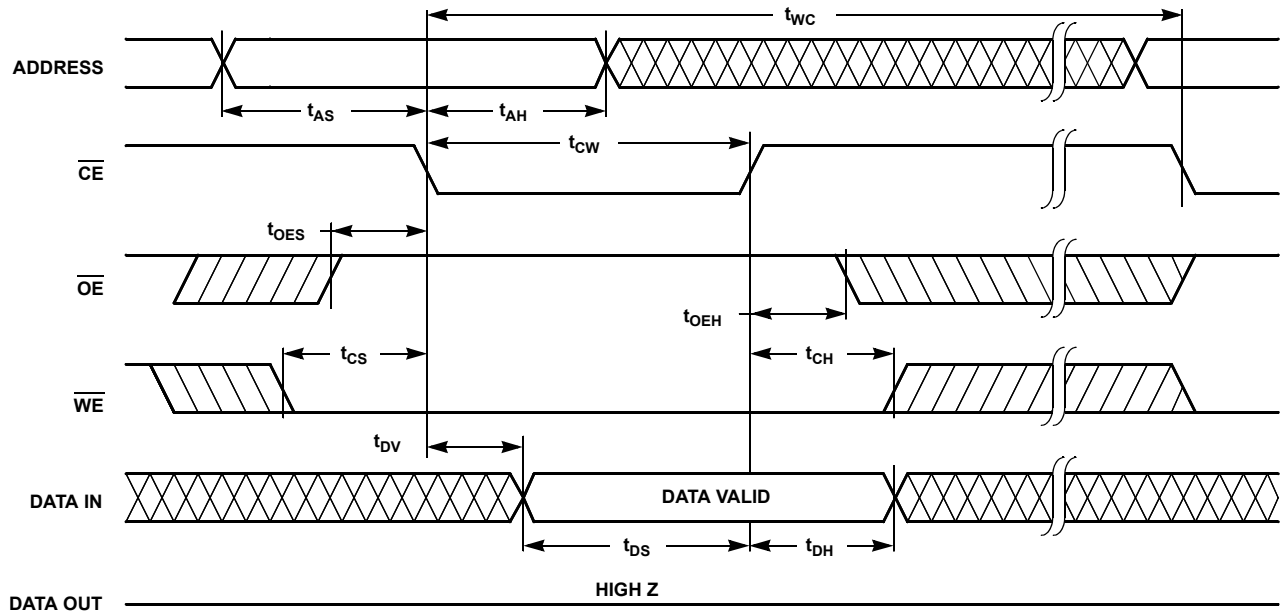 tWC
ADDRESS
tAS
tAH
CE
tCW
tOES
OE
tOEH
tCS
tCH
WE
tDV
DATA IN
DATA VALID
tDS
tDH
HIGH Z
DATA OUT